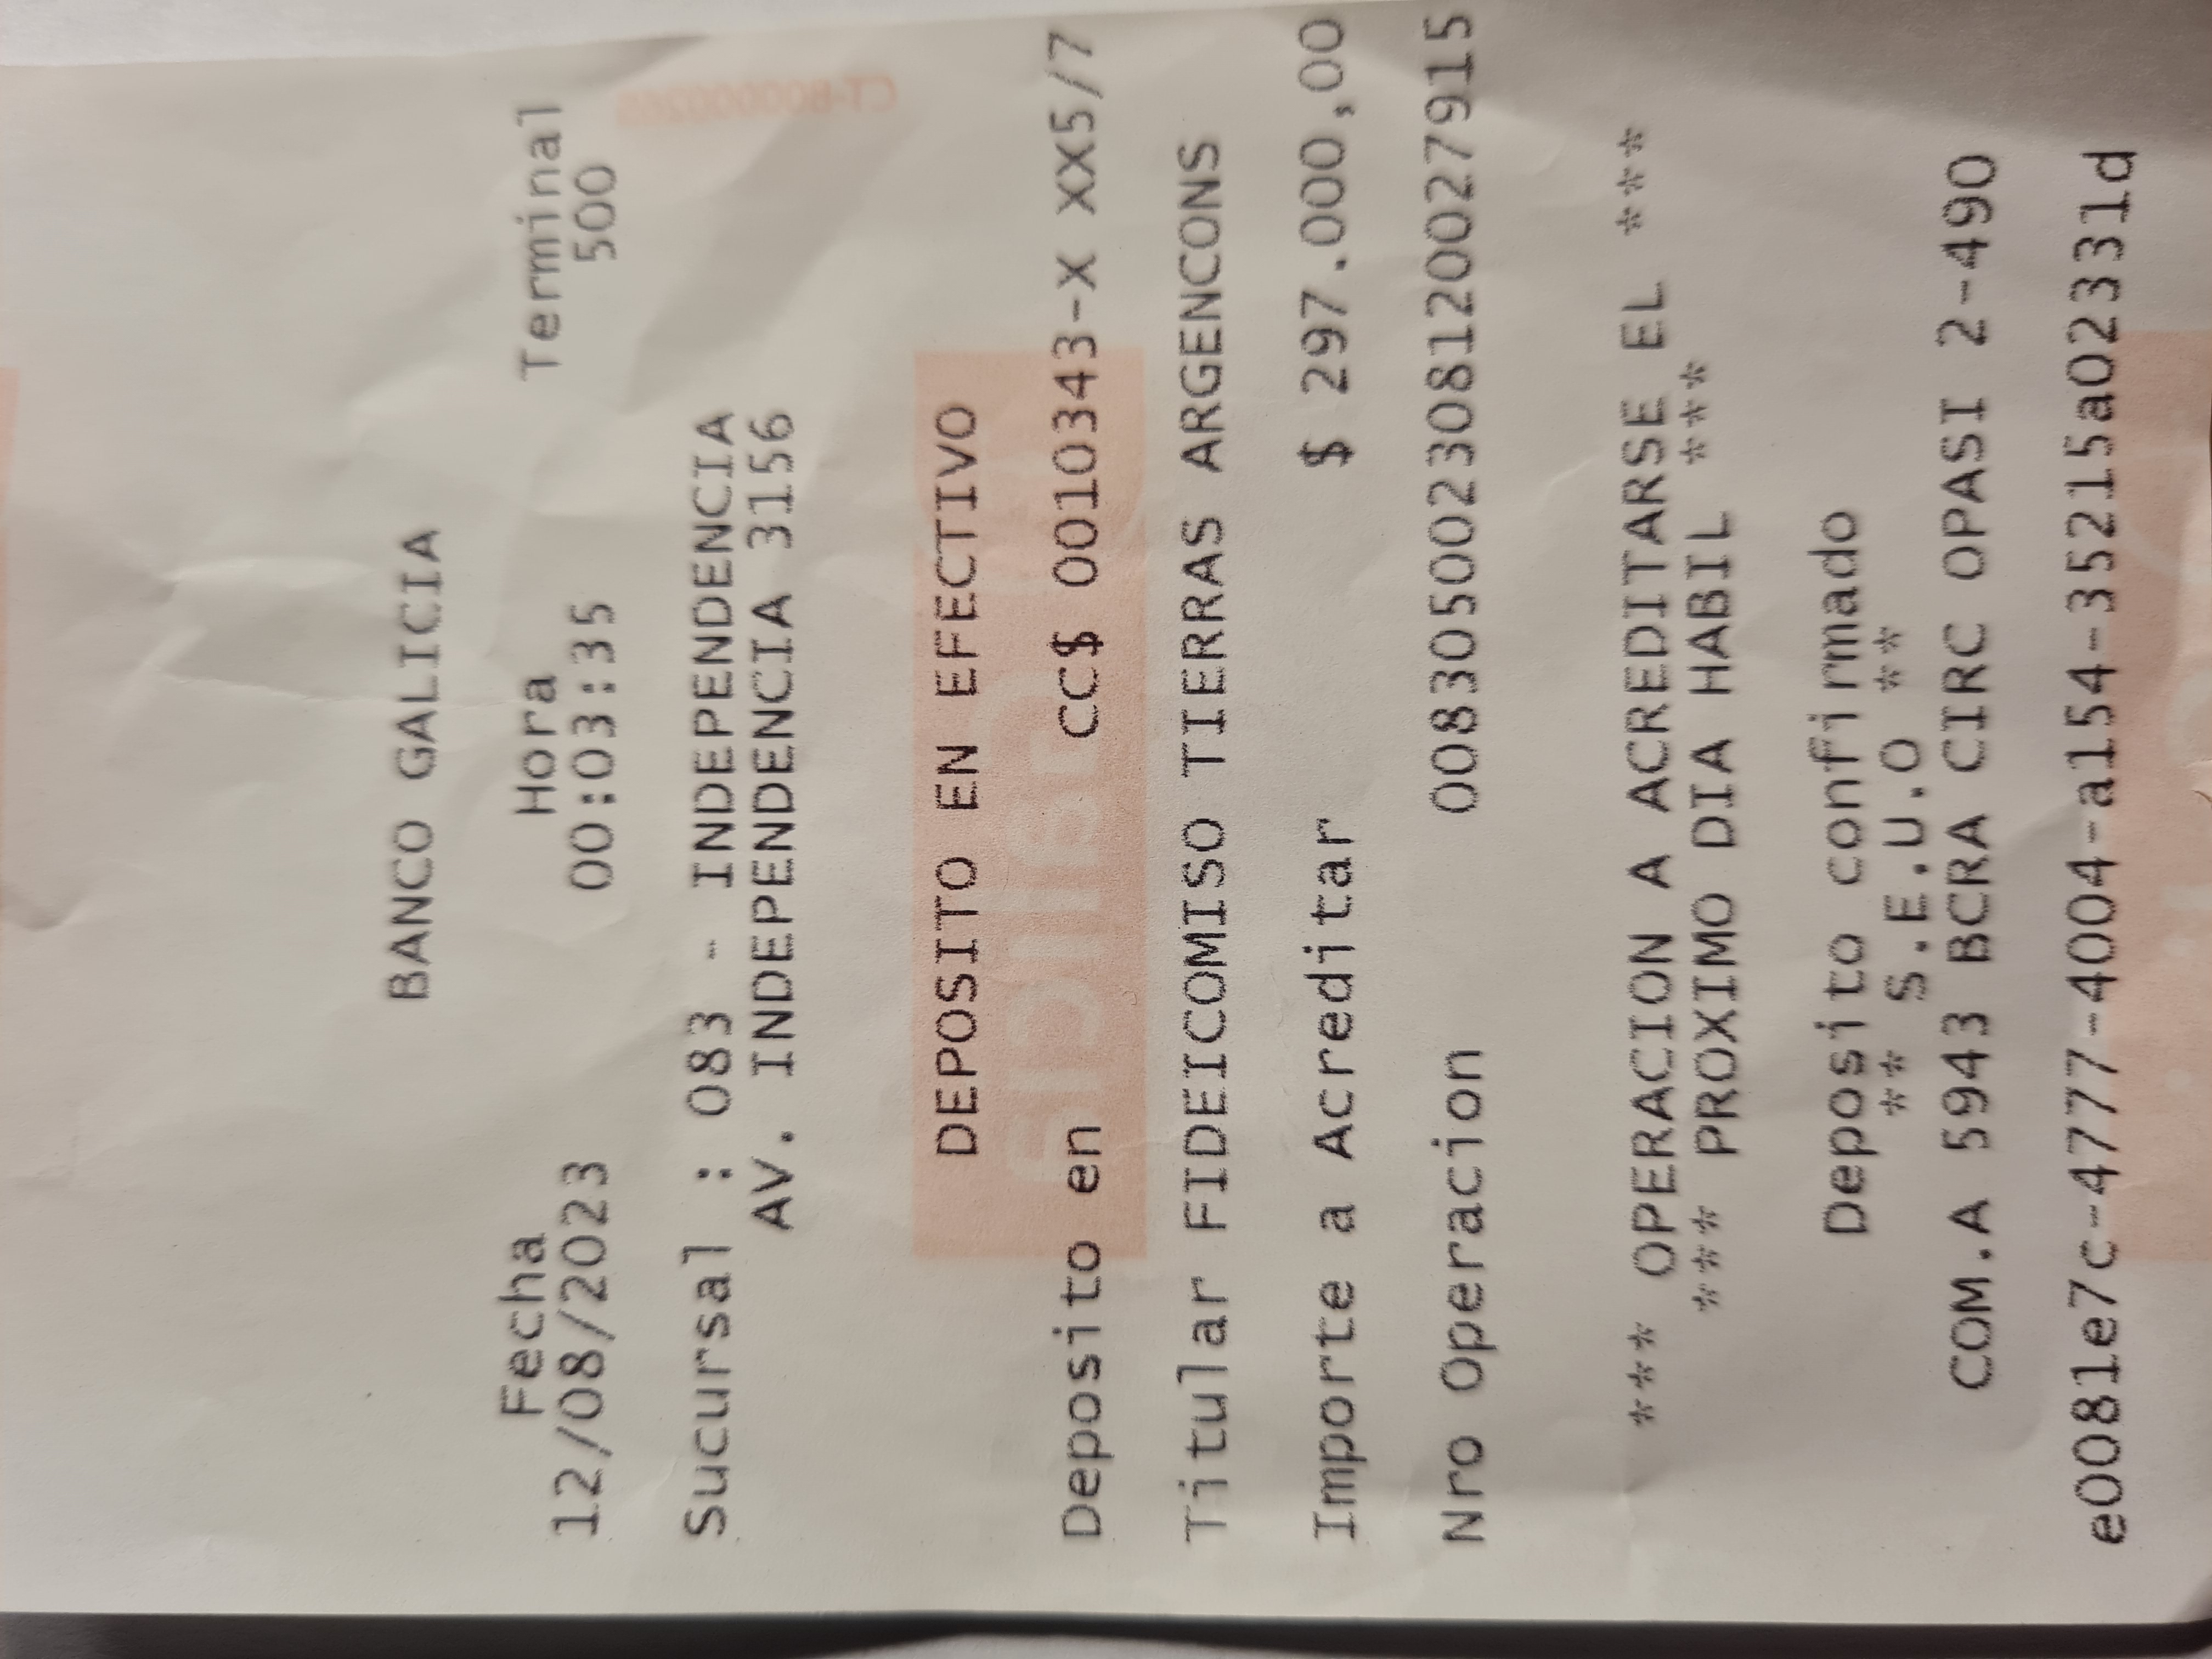 BANCO GALICIA
Fecha Hora Terminal
12/08/2023 00:03:35 500
Sucursal : 083 - INDEPENDENCIA
AV. INDEPENDENCIA 3156
DEPOSITO EN EFECTIVO
Deposito en CC$ 0010343-X XX5/7
Titular FIDEICOMISO TIERRAS ARGENCONS
Importe a Acreditar $ 297.000,00
Nro Operacion 0083050023081200027915
*** OPERACION A ACREDITARSE EL ***
*** PROXIMO DIA HABIL ***
Deposito confirmado
** S.E.U.O **
COM.A 5943 BCRA CIRC OPASI 2-490
e0081e7c-4777-4004-a154-35215a02331d